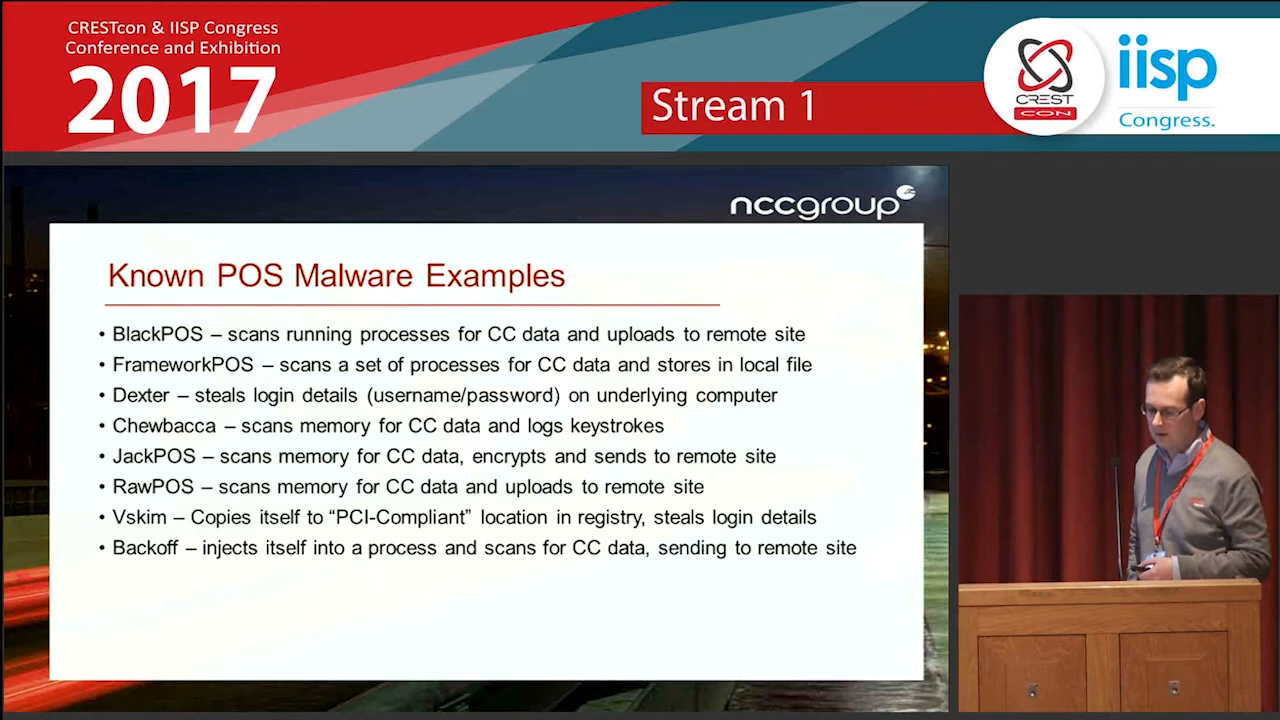 CRESTcon & IISP Congress
Conference and Exhibition
2017
Stream 1
CREST
CON
iisp
Congress.
nccgroup
Known POS Malware Examples
• BlackPOS – scans running processes for CC data and uploads to remote site
• FrameworkPOS – scans a set of processes for CC data and stores in local file
• Dexter – steals login details (username/password) on underlying computer
• Chewbacca – scans memory for CC data and logs keystrokes
• JackPOS – scans memory for CC data, encrypts and sends to remote site
• RawPOS – scans memory for CC data and uploads to remote site
• Vskim – Copies itself to “PCI-Compliant” location in registry, steals login details
• Backoff – injects itself into a process and scans for CC data, sending to remote site